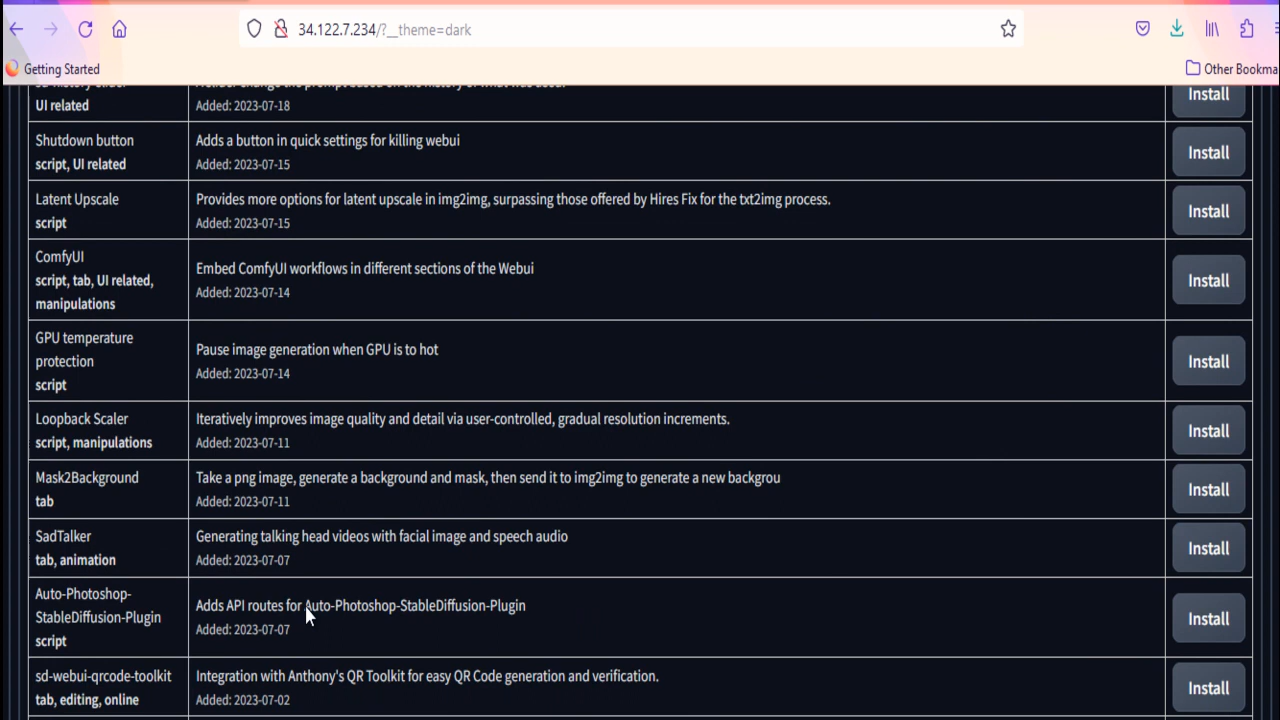 34.122.7.234/?__theme=dark
Getting Started
Other Bookma
UI related
Added: 2023-07-18
Install
Shutdown button
script, UI related
Adds a button in quick settings for killing webui
Added: 2023-07-15
Install
Latent Upscale
script
Provides more options for latent upscale in img2img, surpassing those offered by Hires Fix for the txt2img process.
Added: 2023-07-15
Install
ComfyUI
script, tab, UI related,
manipulations
Embed ComfyUI workflows in different sections of the Webui
Added: 2023-07-14
Install
GPU temperature
protection
script
Pause image generation when GPU is to hot
Added: 2023-07-14
Install
Loopback Scaler
script, manipulations
Iteratively improves image quality and detail via user-controlled, gradual resolution increments.
Added: 2023-07-11
Install
Mask2Background
tab
Take a png image, generate a background and mask, then send it to img2img to generate a new backgrou
Added: 2023-07-11
Install
SadTalker
tab, animation
Generating talking head videos with facial image and speech audio
Added: 2023-07-07
Install
Auto-Photoshop-
StableDiffusion-Plugin
script
Adds API routes for Auto-Photoshop-StableDiffusion-Plugin
Added: 2023-07-07
Install
sd-webui-qrcode-toolkit
tab, editing, online
Integration with Anthony's QR Toolkit for easy QR Code generation and verification.
Added: 2023-07-02
Install